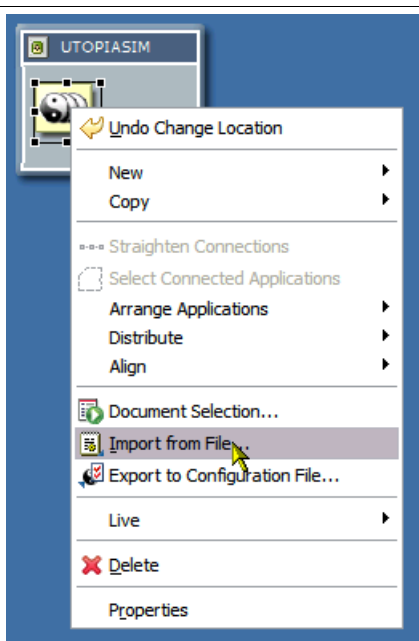 UTOPIASIM
Undo Change Location
New
Copy
Straighten Connections
Select Connected Applications
Arrange Applications
Distribute
Align
Document Selection...
Import from File...
Export to Configuration File...
Live
Delete
Properties